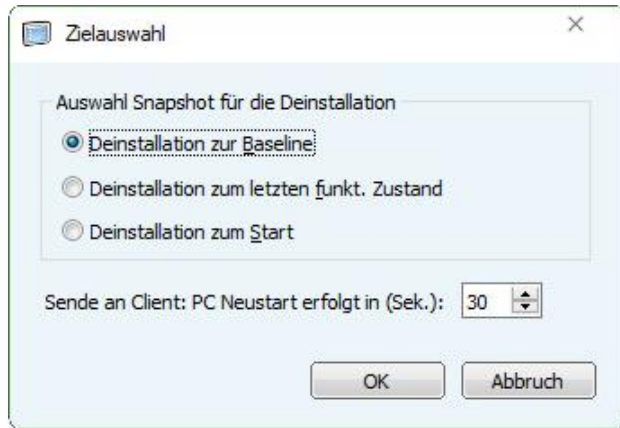 Zielauswahl
Auswahl Snapshot für die Deinstallation
Deinstallation zur Baseline
Deinstallation zum letzten funkt. Zustand
Deinstallation zum Start
Sende an Client: PC Neustart erfolgt in (Sek.): 30
OK Abbruch